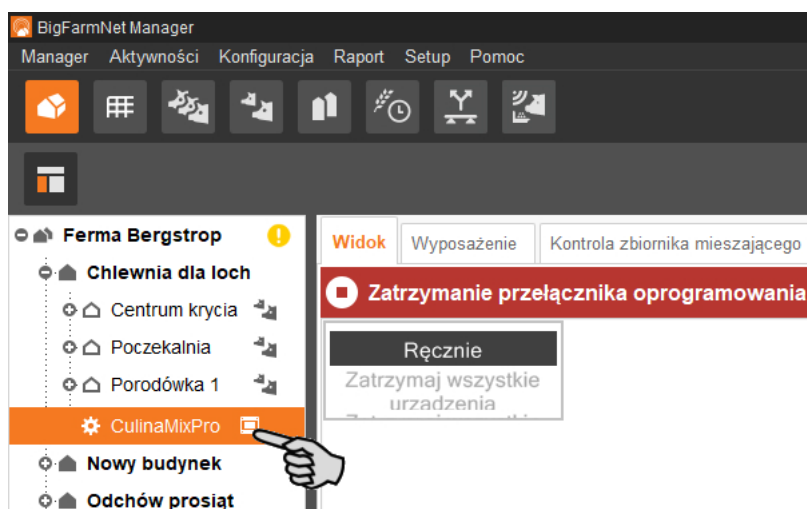 BigFarmNet Manager
Manager Aktywności Konfiguracja Raport Setup Pomoc
Ferma Bergstrop
Widok Wyposażenie Kontrola zbiornika mieszającego
Chlewnia dla loch
Zatrzymanie przełącznika oprogramowania
Centrum krycia
Ręcznie
Poczekalnia
Zatrzymaj wszystkie
urzadzenia
Porodówka 1
CulinaMixPro
Nowy budynek
Odchów prosiąt